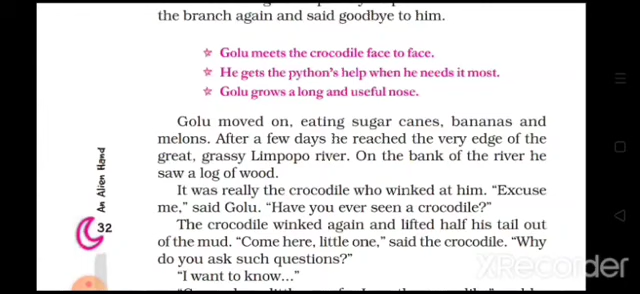 the branch again and said goodbye to him.
☆ Golu meets the crocodile face to face.
☆ He gets the python's help when he needs it most.
☆ Golu grows a long and useful nose.
Golu moved on, eating sugar canes, bananas and
melons. After a few days he reached the very edge of the
great, grassy Limpopo river. On the bank of the river he
saw a log of wood.
It was really the crocodile who winked at him. “Excuse
me,” said Golu. “Have you ever seen a crocodile?”
The crocodile winked again and lifted half his tail out
of the mud. “Come here, little one,” said the crocodile. “Why
do you ask such questions?”
“I want to know...”
An Alien Hand
32
XRecorder